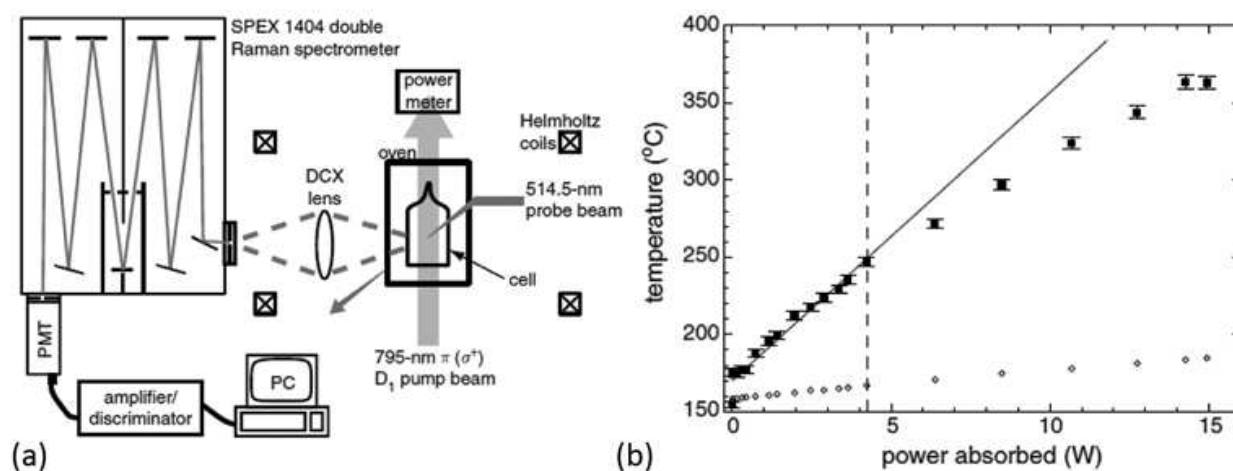 SPEX 1404 double
Raman spectrometer
power
meter
Helmholtz
coils
oven
DCX
lens
514.5-nm
probe beam
cell
PMT
795-nm π (σ⁺)
D₁ pump beam
PC
amplifier/
discriminator
(a)
400
350
300
250
200
150
temperature (°C)
0
5
10
15
power absorbed (W)
(b)